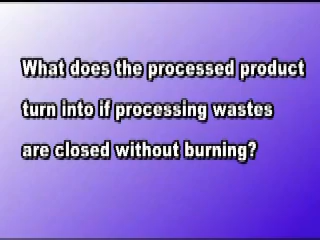 What does the processed product
turn into if processing wastes
are closed without burning?